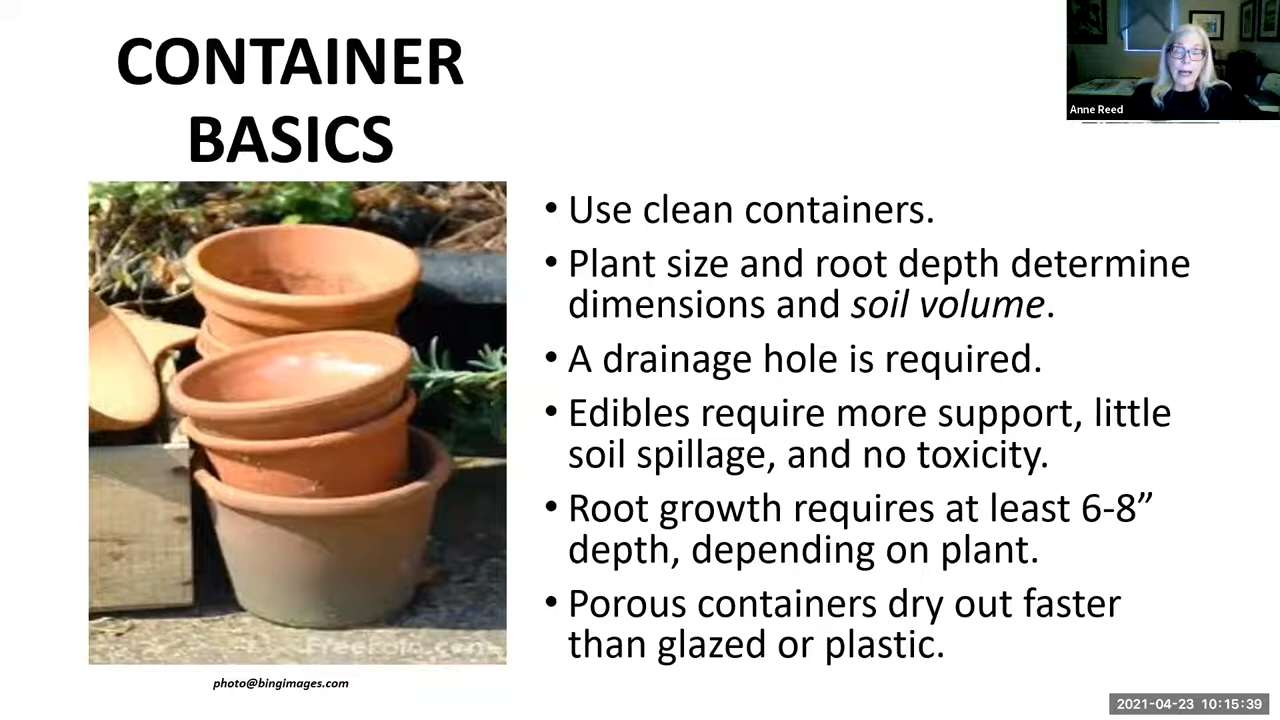 CONTAINER
BASICS
Anne Reed
• Use clean containers.
• Plant size and root depth determine
dimensions and soil volume.
• A drainage hole is required.
• Edibles require more support, little
soil spillage, and no toxicity.
• Root growth requires at least 6-8”
depth, depending on plant.
• Porous containers dry out faster
than glazed or plastic.
photo@bingimages.com
2021-04-23 10:15:39